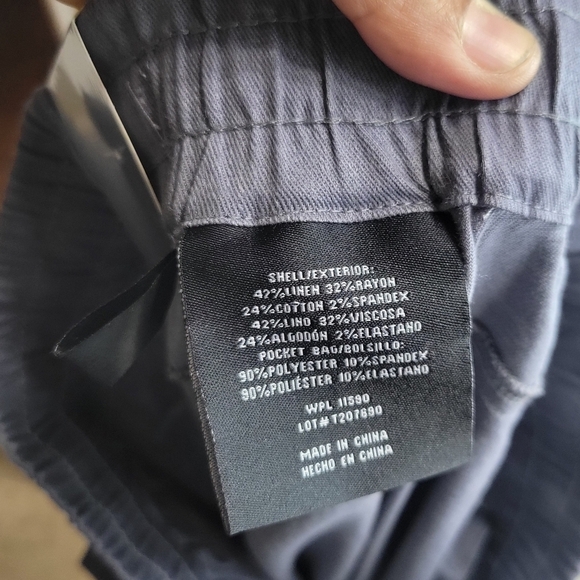 SHELL/EXTERIOR:
42%LINEN 32%RAYON
24%COTTON 2%SPANDEX
42%LINO 32%VISCOSA
24%ALGODÓN 2%ELASTANO
POCKET BAG/BOLSILLO:
90%POLYESTER 10%SPANDEX
90%POLIÉSTER 10%ELASTANO
WPL 11590
LOT# T207690
MADE IN CHINA
HECHO EN CHINA